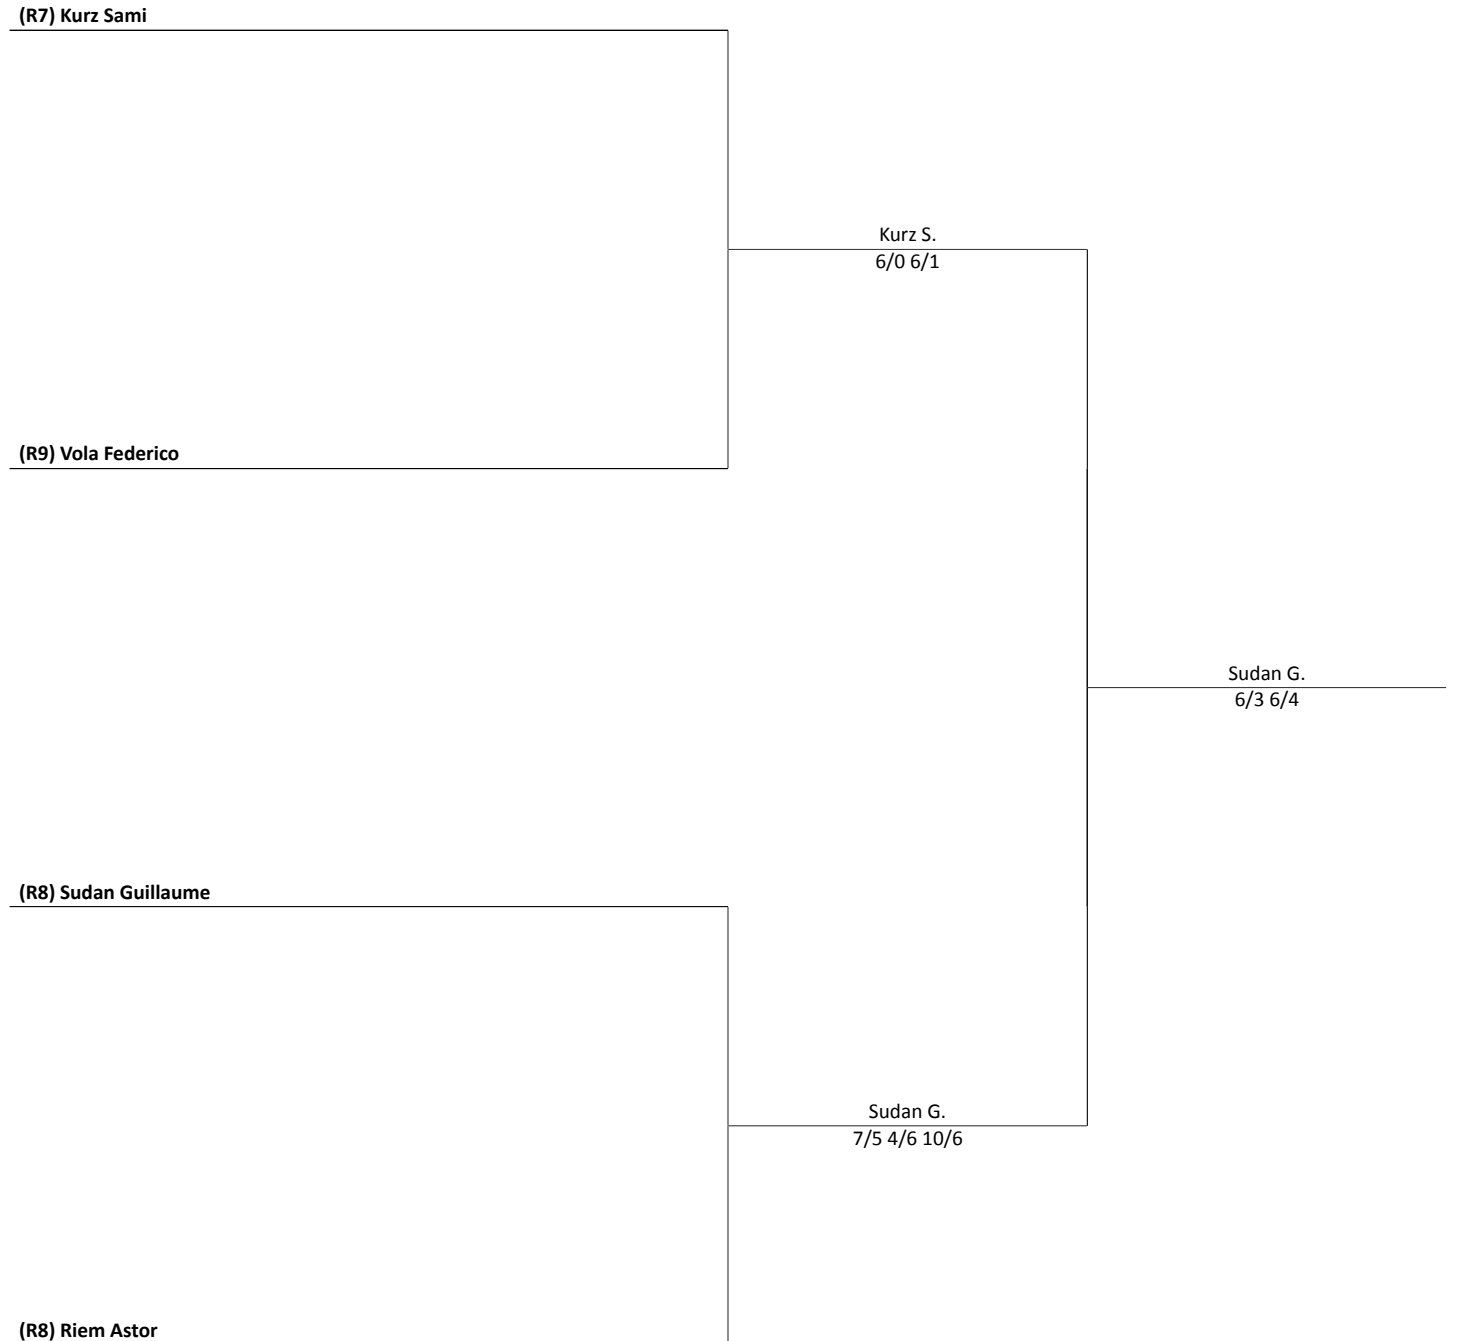 (R7) Kurz Sami
Kurz S.
6/0 6/1
(R9) Vola Federico
Sudan G.
6/3 6/4
(R8) Sudan Guillaume
Sudan G.
7/5 4/6 10/6
(R8) Riem Astor